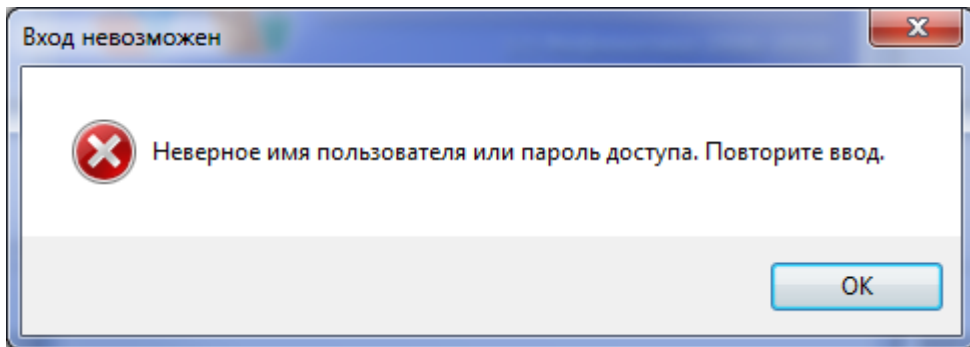 Вход невозможен
Неверное имя пользователя или пароль доступа. Повторите ввод.
OK